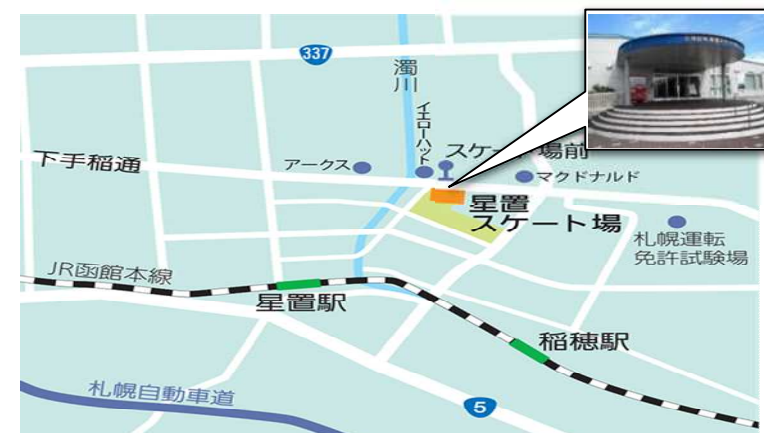 337
濁川
イエローハット
スケート場前
下手稲通
アークス
マクドナルド
星置
スケート場
札幌運転
免許試験場
JR函館本線
星置駅
稲穂駅
札幌自動車道
5